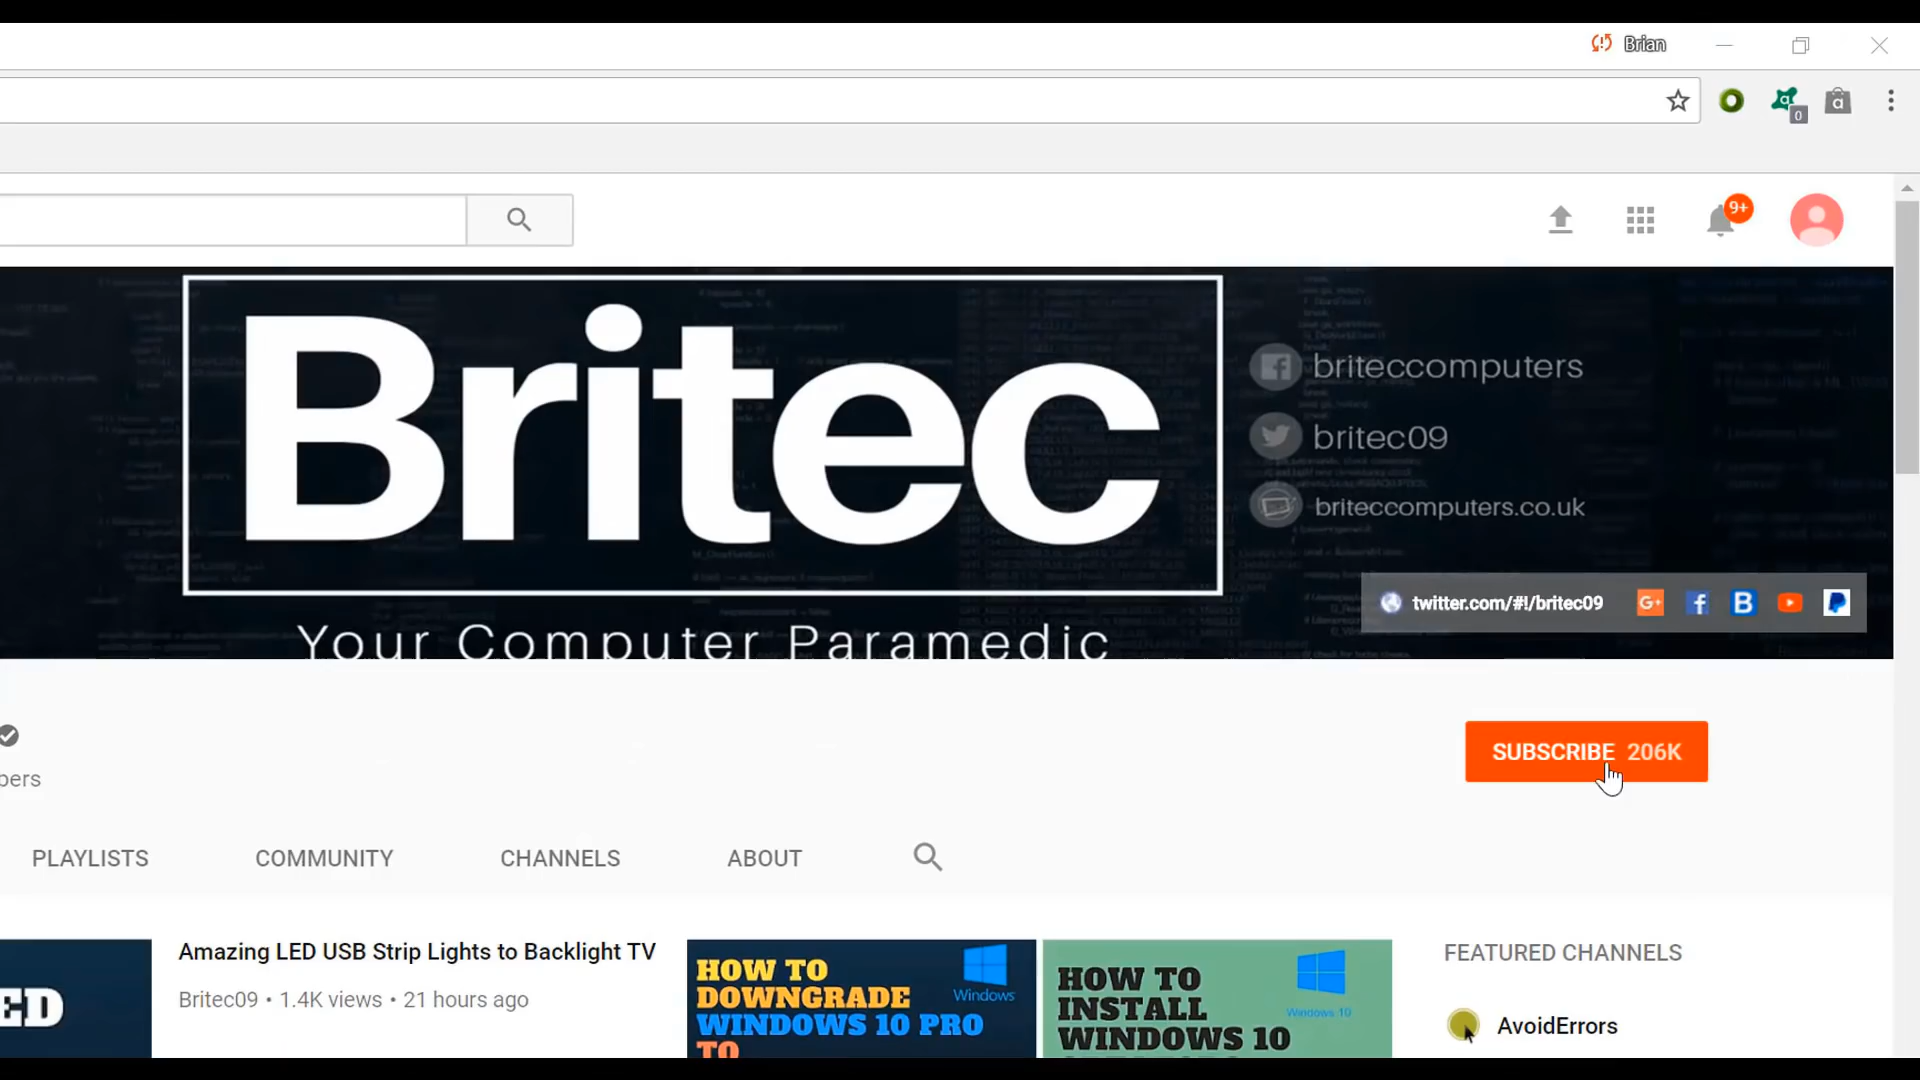 Brian
0
9+
Britec
Your Computer Paramedic
briteccomputers
britec09
briteccomputers.co.uk
twitter.com/#!/britec09
G+
B
SUBSCRIBE 206K
PLAYLISTS
COMMUNITY
CHANNELS
ABOUT
Amazing LED USB Strip Lights to Backlight TV
Britec09 • 1.4K views • 21 hours ago
HOW TO
DOWNGRADE
WINDOWS 10 PRO
TO
Windows
HOW TO
INSTALL
WINDOWS 10
Windows 10
FEATURED CHANNELS
AvoidErrors